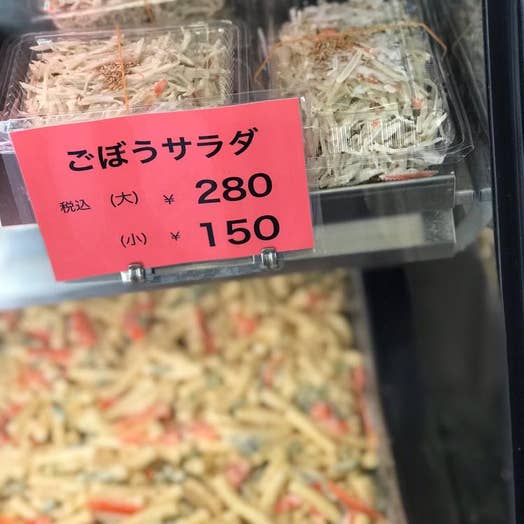 ごぼうサラダ
税込 (大) ¥ 280
(小) ¥ 150